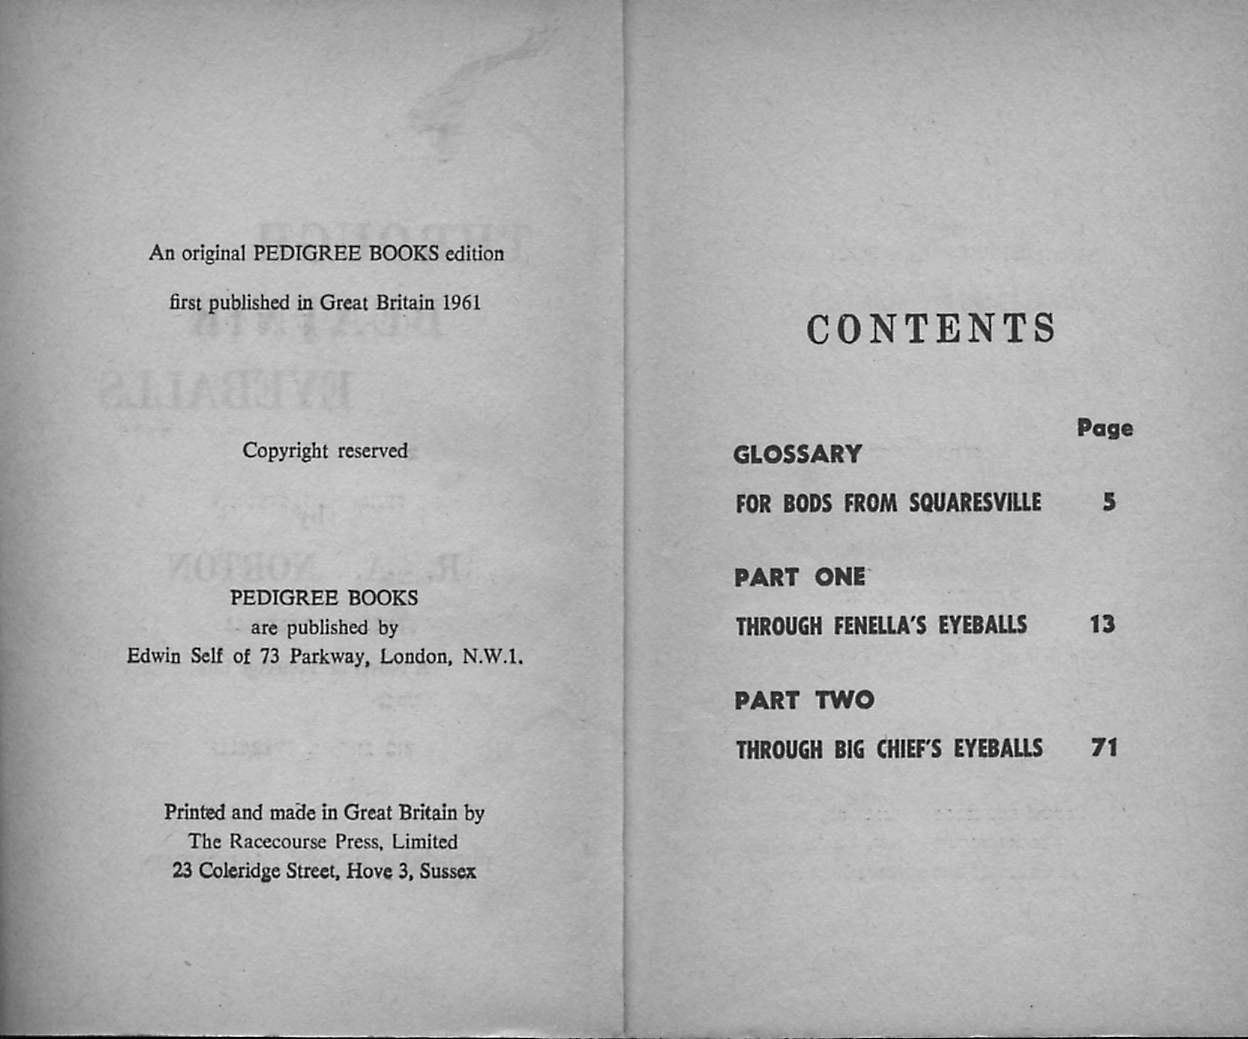 An original PEDIGREE BOOKS edition
first published in Great Britain 1961
Copyright reserved
PEDIGREE BOOKS
are published by
Edwin Self of 73 Parkway, London, N.W.1.
Printed and made in Great Britain by
The Racecourse Press, Limited
23 Coleridge Street, Hove 3, Sussex
CONTENTS
Page
GLOSSARY
FOR BODS FROM SQUARESVILLE 5
PART ONE
THROUGH FENELLA'S EYEBALLS 13
PART TWO
THROUGH BIG CHIEF'S EYEBALLS 71